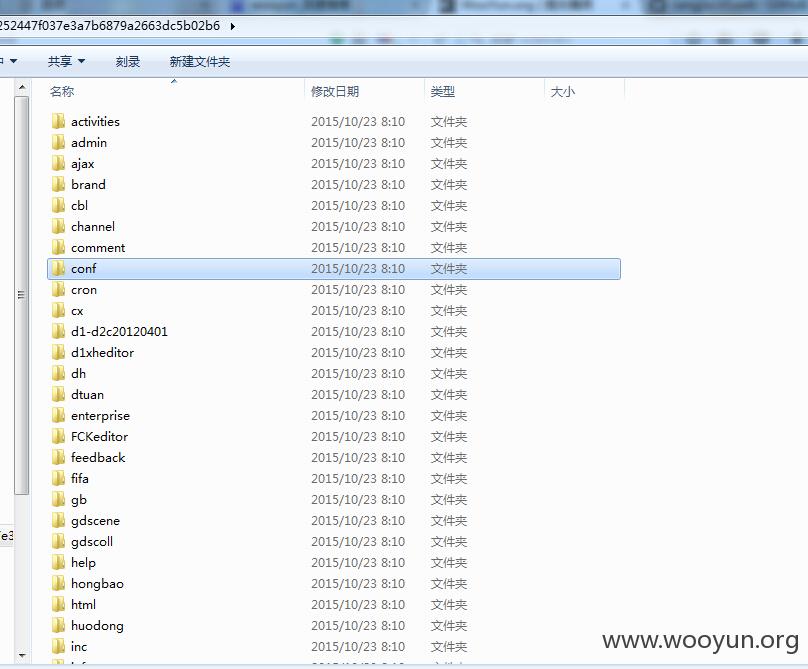 252447f037e3a7b6879a2663dc5b02b6
共享 刻录 新建文件夹
名称 修改日期 类型 大小
activities 2015/10/23 8:10 文件夹
admin 2015/10/23 8:10 文件夹
ajax 2015/10/23 8:10 文件夹
brand 2015/10/23 8:10 文件夹
cbl 2015/10/23 8:10 文件夹
channel 2015/10/23 8:10 文件夹
comment 2015/10/23 8:10 文件夹
conf 2015/10/23 8:10 文件夹
cron 2015/10/23 8:10 文件夹
cx 2015/10/23 8:10 文件夹
d1-d2c20120401 2015/10/23 8:10 文件夹
d1xheditor 2015/10/23 8:10 文件夹
dh 2015/10/23 8:10 文件夹
dtuan 2015/10/23 8:10 文件夹
enterprise 2015/10/23 8:10 文件夹
FCKeditor 2015/10/23 8:10 文件夹
feedback 2015/10/23 8:10 文件夹
fifa 2015/10/23 8:10 文件夹
gb 2015/10/23 8:10 文件夹
gdscene 2015/10/23 8:10 文件夹
gdscoll 2015/10/23 8:10 文件夹
help 2015/10/23 8:10 文件夹
hongbao 2015/10/23 8:10 文件夹
html 2015/10/23 8:10 文件夹
huodong 2015/10/23 8:10 文件夹
inc 2015/10/23 8:10 文件夹
www.wooyun.org